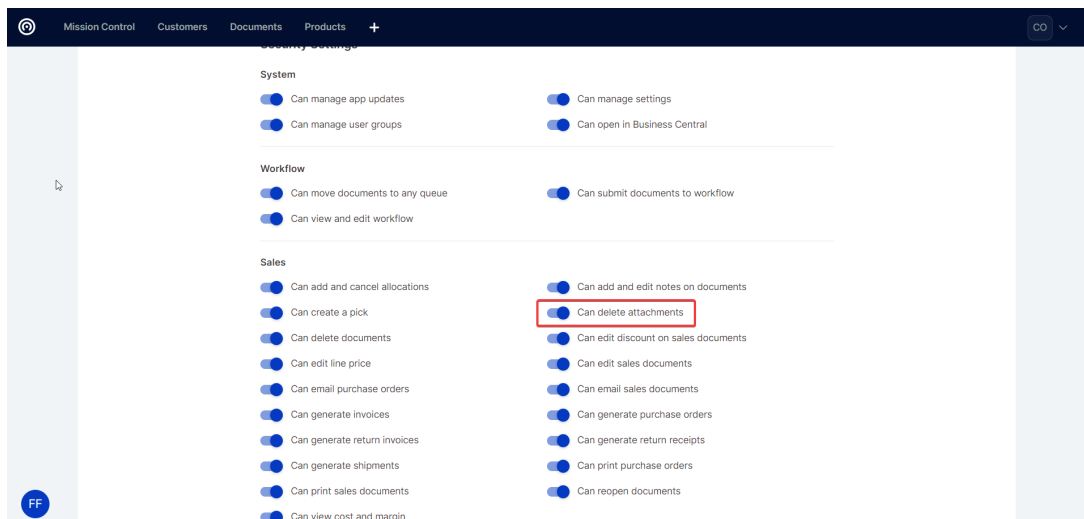 Mission Control Customers Documents Products + CO
Security Settings
System
Can manage app updates Can manage settings
Can manage user groups Can open in Business Central
Workflow
Can move documents to any queue Can submit documents to workflow
Can view and edit workflow
Sales
Can add and cancel allocations Can add and edit notes on documents
Can create a pick Can delete attachments
Can delete documents Can edit discount on sales documents
Can edit line price Can edit sales documents
Can email purchase orders Can email sales documents
Can generate invoices Can generate purchase orders
Can generate return invoices Can generate return receipts
Can generate shipments Can print purchase orders
Can print sales documents Can reopen documents
FF
Can view cost and margin